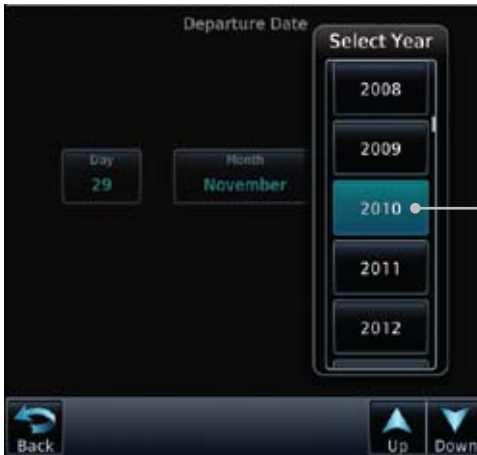 Departure Date
Select Year
2008
2009
2010
2011
2012
Day
29
Month
November
Back
Up
Down